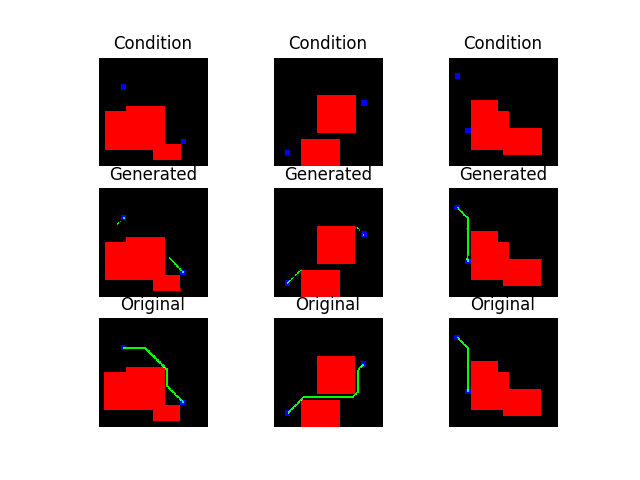 Condition Condition Condition
Generated Generated Generated
Original Original Original